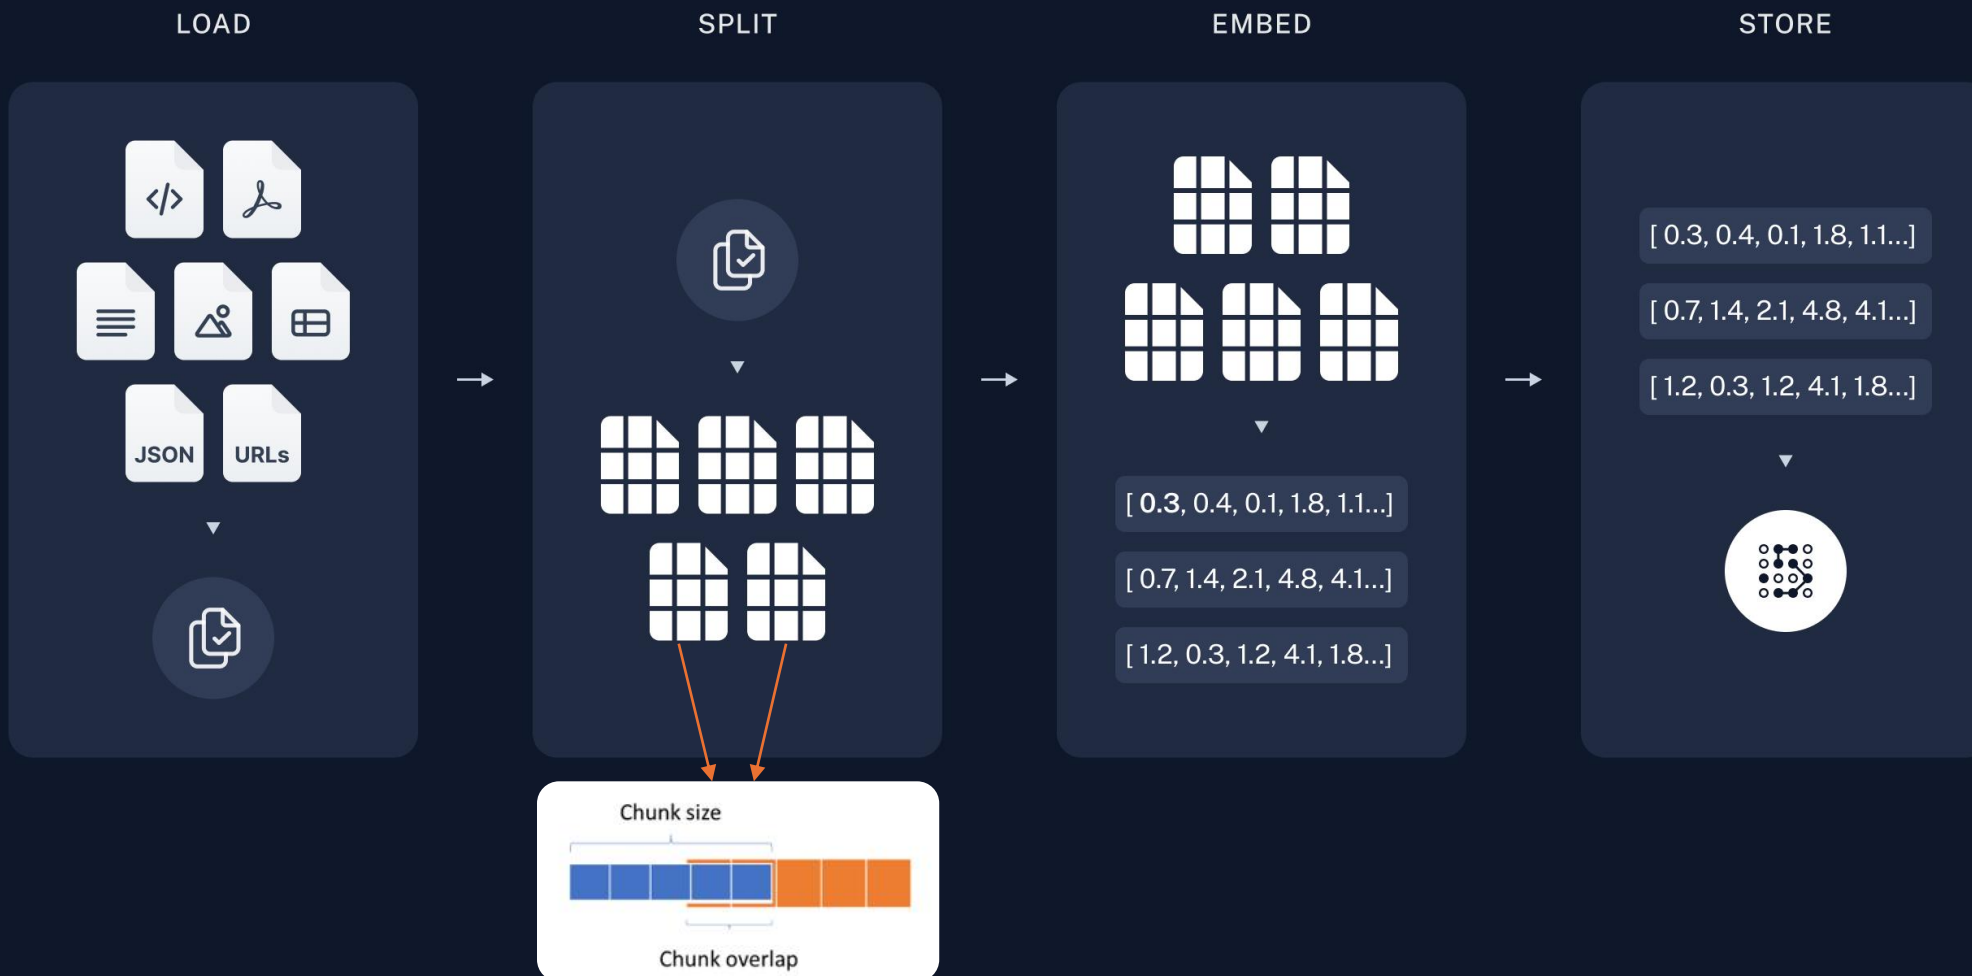 LOAD
SPLIT
EMBED
STORE
</>
JSON
URLs
[ 0.3, 0.4, 0.1, 1.8, 1.1...]
[ 0.7, 1.4, 2.1, 4.8, 4.1...]
[ 1.2, 0.3, 1.2, 4.1, 1.8...]
[ 0.3, 0.4, 0.1, 1.8, 1.1...]
[ 0.7, 1.4, 2.1, 4.8, 4.1...]
[ 1.2, 0.3, 1.2, 4.1, 1.8...]
Chunk size
Chunk overlap